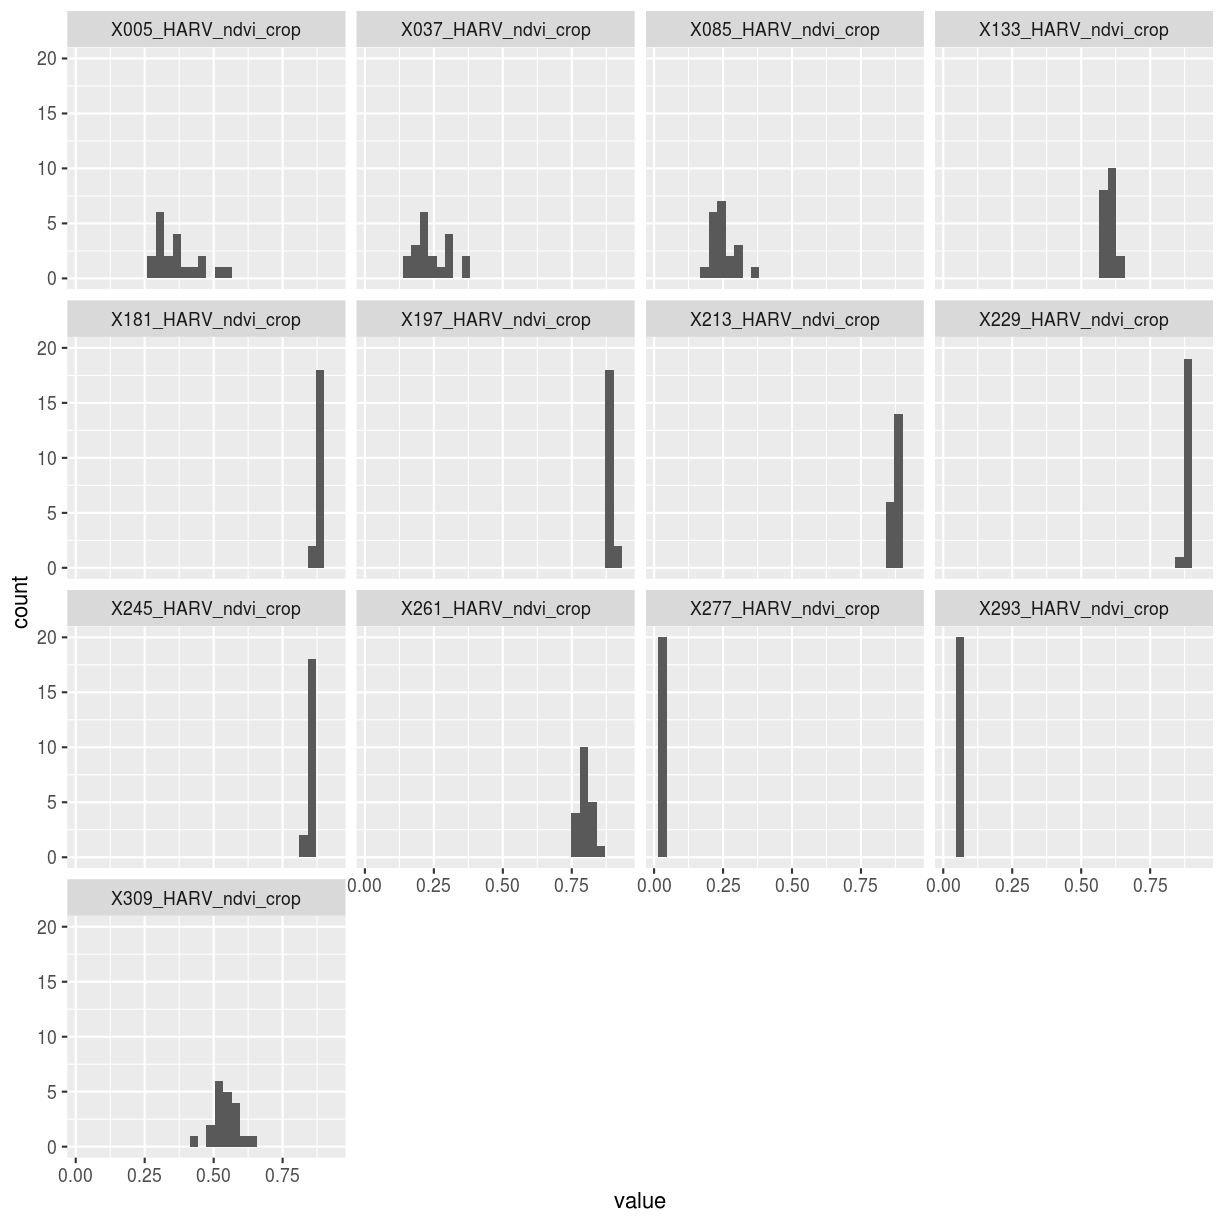 X005_HARV_ndvi_crop X037_HARV_ndvi_crop X085_HARV_ndvi_crop X133_HARV_ndvi_crop
20
15
10
5
0
X181_HARV_ndvi_crop X197_HARV_ndvi_crop X213_HARV_ndvi_crop X229_HARV_ndvi_crop
20
15
10
5
0
count
X245_HARV_ndvi_crop X261_HARV_ndvi_crop X277_HARV_ndvi_crop X293_HARV_ndvi_crop
20
15
10
5
0
0.00 0.25 0.50 0.75 0.00 0.25 0.50 0.75 0.00 0.25 0.50 0.75
X309_HARV_ndvi_crop
20
15
10
5
0
0.00 0.25 0.50 0.75
value